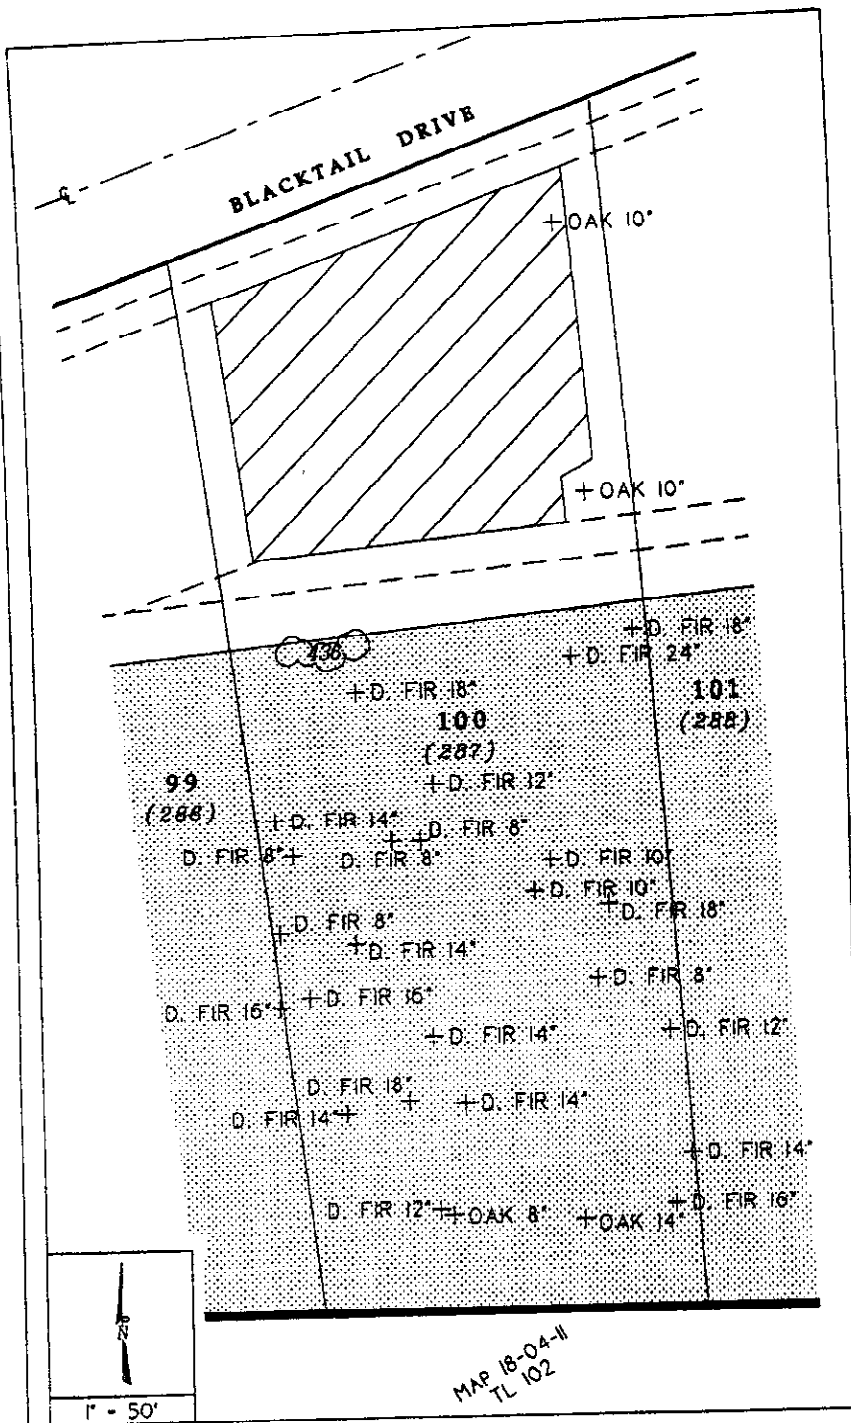 ℄
BLACKTAIL DRIVE
OAK 10"
OAK 10"
D. FIR 18"
438
D. FIR 24"
D. FIR 18"
101
(288)
100
(287)
99
(286)
D. FIR 12"
D. FIR 14"
D. FIR 8"
D. FIR 8"
D. FIR 8"
D. FIR 10"
D. FIR 10"
D. FIR 18"
D. FIR 8"
D. FIR 14"
D. FIR 8"
D. FIR 16"
D. FIR 16"
D. FIR 12"
D. FIR 14"
D. FIR 18"
D. FIR 14"
D. FIR 14"
D. FIR 14"
D. FIR 16"
D. FIR 12"
OAK 8"
OAK 14"
N
1" - 50'
MAP 18-04-11
TL 102